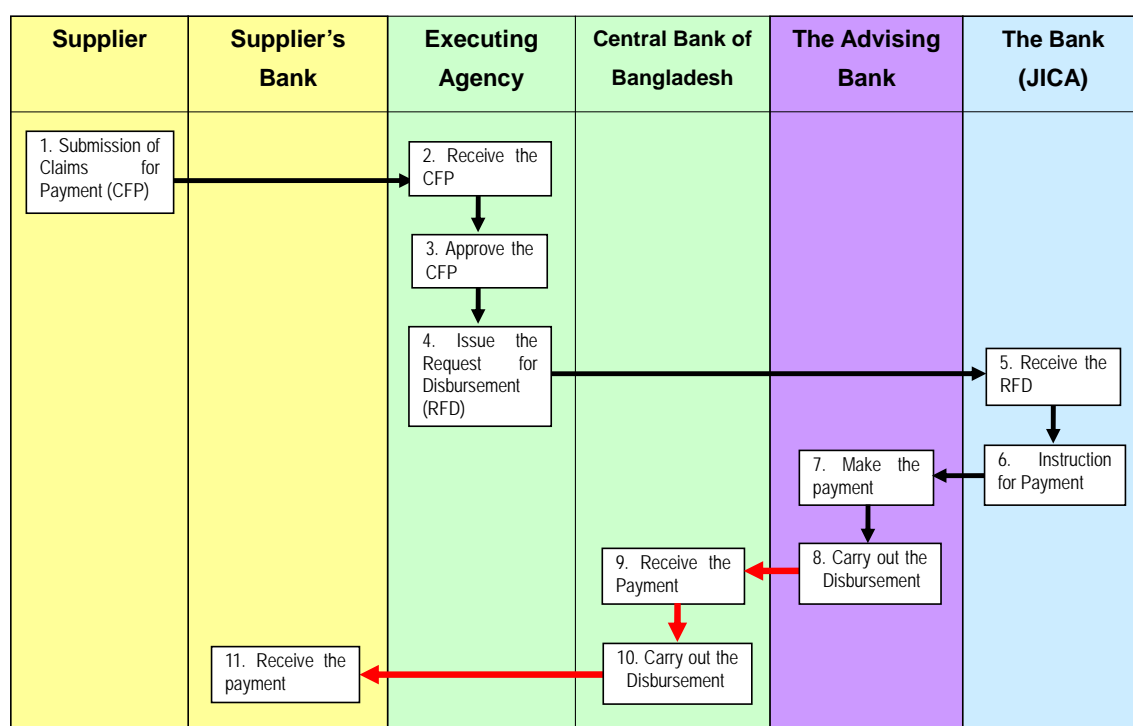 Supplier
Supplier's
Bank
Executing
Agency
Central Bank of
Bangladesh
The Advising
Bank
The Bank
(JICA)
1. Submission of
Claims for
Payment (CFP)
2. Receive the
CFP
3. Approve the
CFP
4. Issue the
Request for
Disbursement
(RFD)
5. Receive the
RFD
6. Instruction
for Payment
7. Make the
payment
8. Carry out the
Disbursement
9. Receive the
Payment
10. Carry out the
Disbursement
11. Receive the
payment